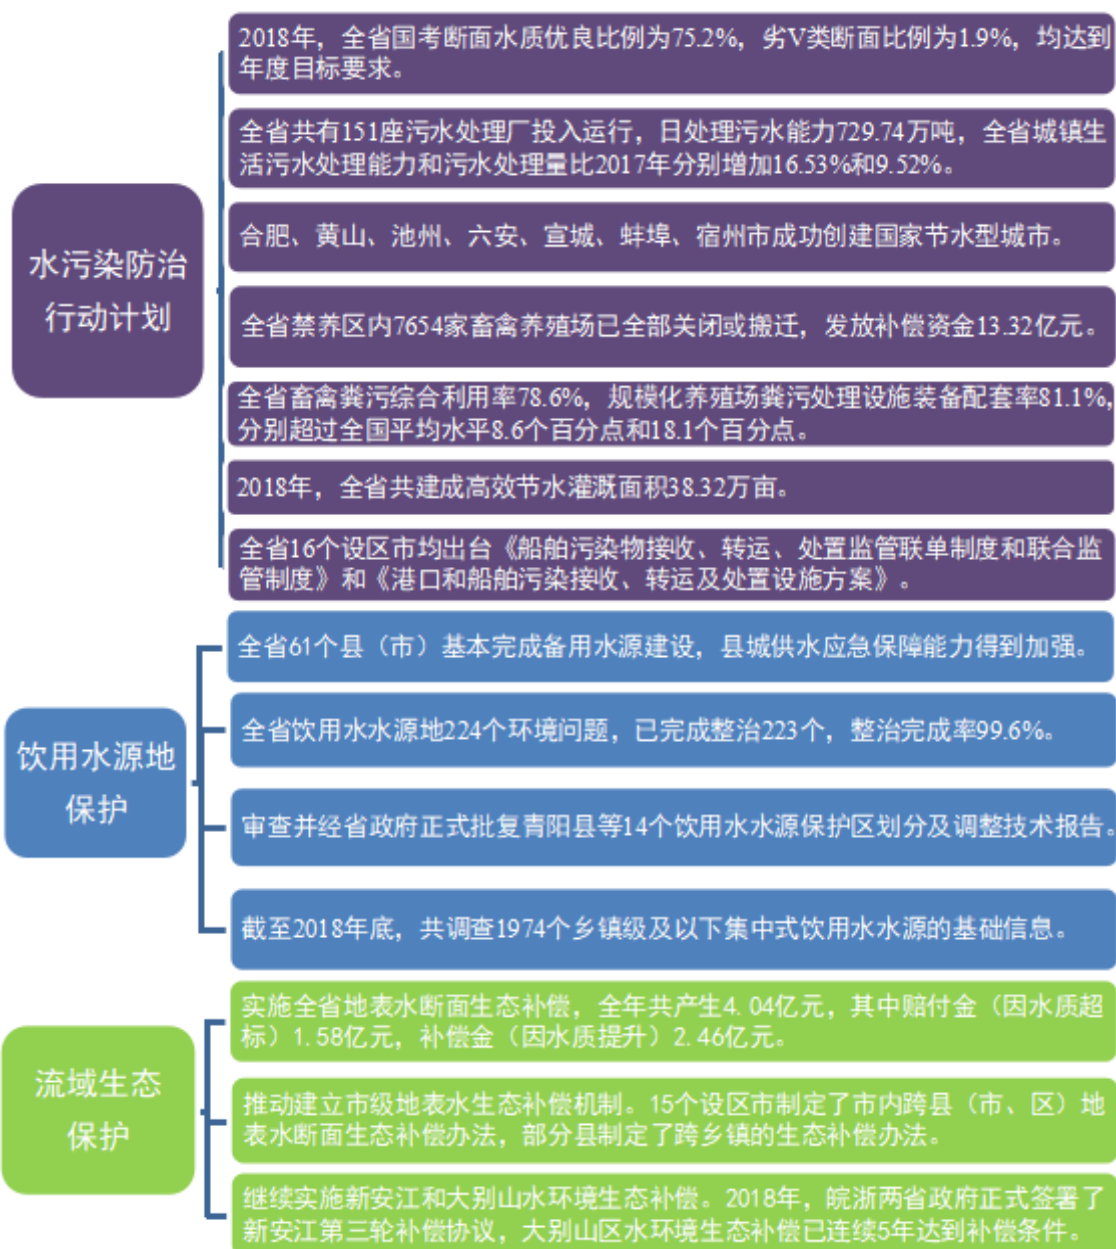 水污染防治
行动计划
2018年，全省国考断面水质优良比例为75.2%，劣V类断面比例为1.9%，均达到
年度目标要求。
全省共有151座污水处理厂投入运行，日处理污水能力729.74万吨，全省城镇生
活污水处理能力和污水处理量比2017年分别增加16.53%和9.52%。
合肥、黄山、池州、六安、宣城、蚌埠、宿州市成功创建国家节水型城市。
全省禁养区内7654家畜禽养殖场已全部关闭或搬迁，发放补偿资金13.32亿元。
全省畜禽粪污综合利用率78.6%，规模化养殖场粪污处理设施装备配套率81.1%，
分别超过全国平均水平8.6个百分点和18.1个百分点。
2018年，全省共建成高效节水灌溉面积38.32万亩。
全省16个设区市均出台《船舶污染物接收、转运、处置监管联单制度和联合监
管制度》和《港口和船舶污染接收、转运及处置设施方案》。
饮用水源地
保护
全省61个县（市）基本完成备用水源建设，县城供水应急保障能力得到加强。
全省饮用水水源地224个环境问题，已完成整治223个，整治完成率99.6%。
审查并经省政府正式批复青阳县等14个饮用水水源保护区划分及调整技术报告。
截至2018年底，共调查1974个乡镇级及以下集中式饮用水水源的基础信息。
流域生态
保护
实施全省地表水断面生态补偿，全年共产生4.04亿元，其中赔付金（因水质超
标）1.58亿元，补偿金（因水质提升）2.46亿元。
推动建立市级地表水生态补偿机制。15个设区市制定了市内跨县（市、区）地
表水断面生态补偿办法，部分县制定了跨乡镇的生态补偿办法。
继续实施新安江和大别山水环境生态补偿。2018年，皖浙两省政府正式签署了
新安江第三轮补偿协议，大别山区水环境生态补偿已连续5年达到补偿条件。